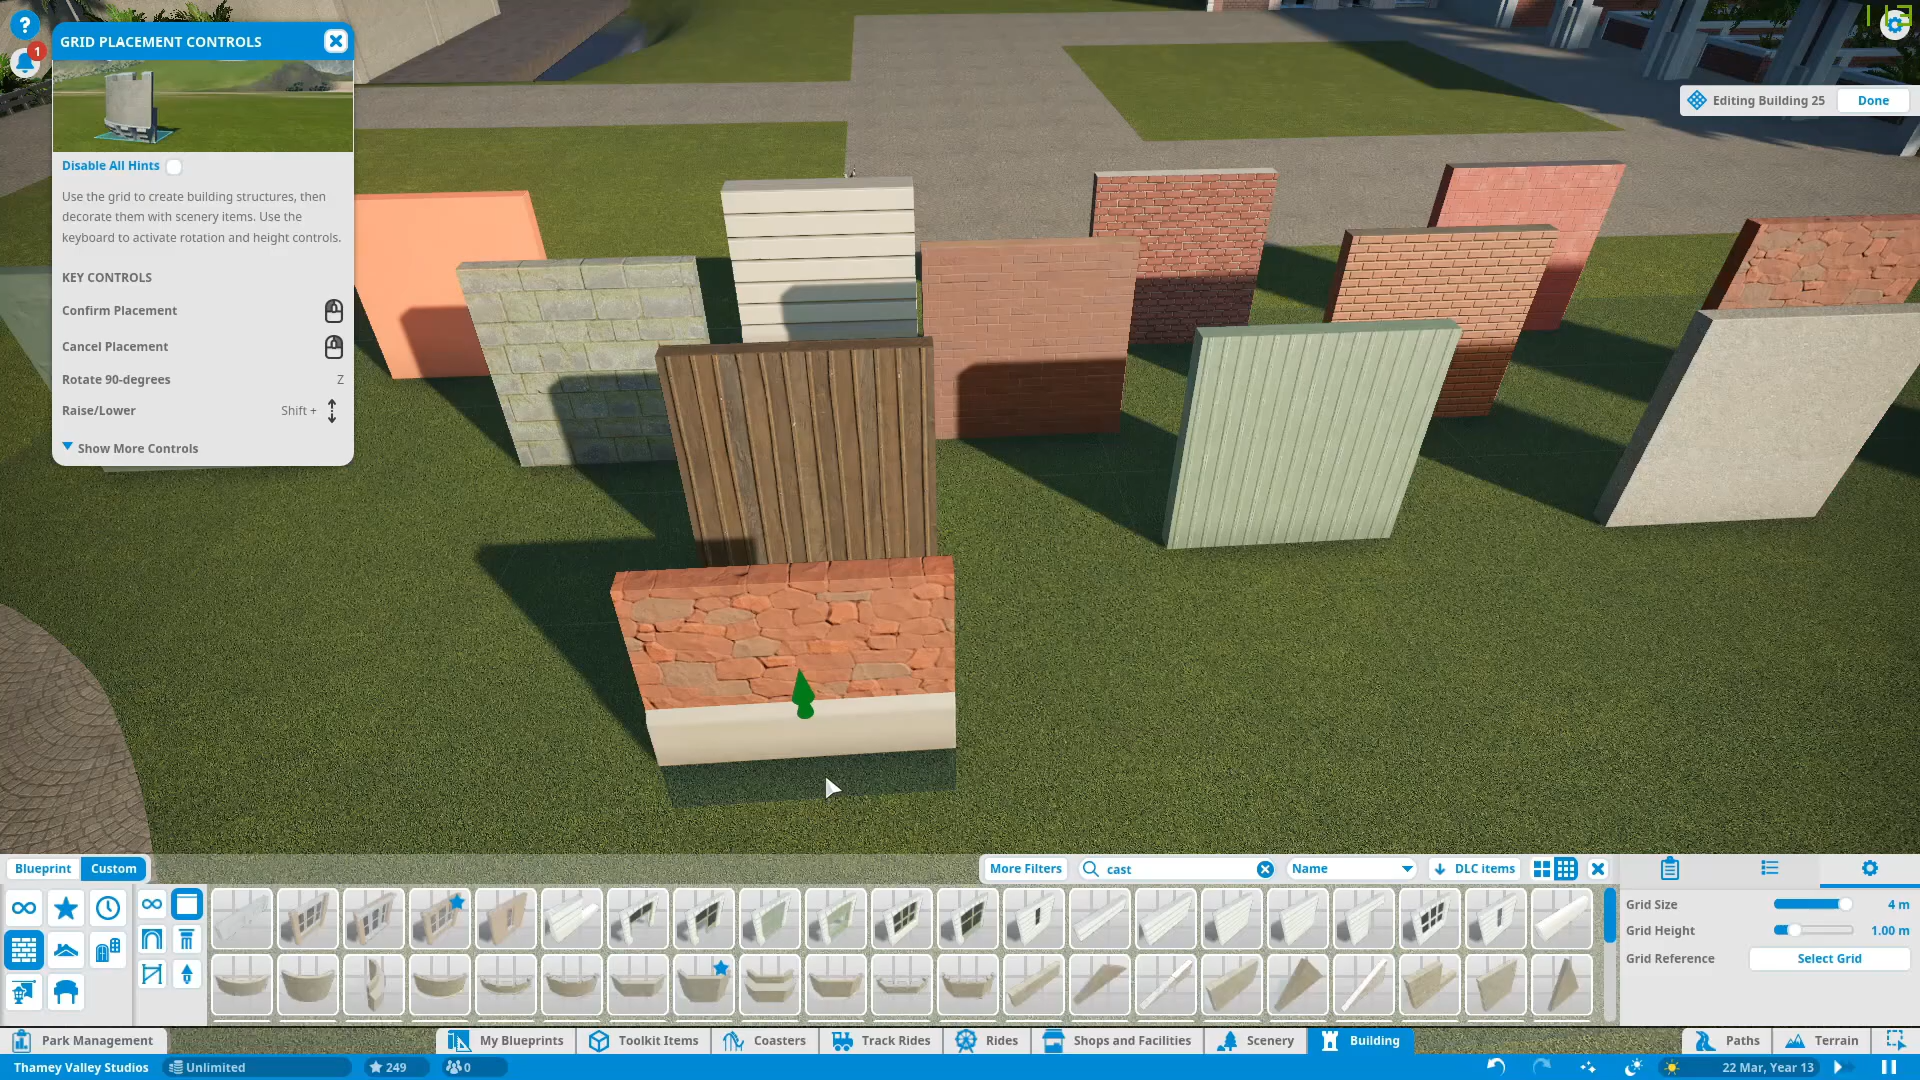 GRID PLACEMENT CONTROLS
1
Disable All Hints
Use the grid to create building structures, then
decorate them with scenery items. Use the
keyboard to activate rotation and height controls.
KEY CONTROLS
Confirm Placement
Cancel Placement
Rotate 90-degrees Z
Raise/Lower Shift +
Show More Controls
Editing Building 25 Done
Blueprint Custom
More Filters cast Name DLC items
Grid Size 4 m
Grid Height 1.00 m
Grid Reference Select Grid
Park Management My Blueprints Toolkit Items Coasters Track Rides Rides Shops and Facilities Scenery Building Paths Terrain
Thamey Valley Studios Unlimited 249 0 22 Mar, Year 13